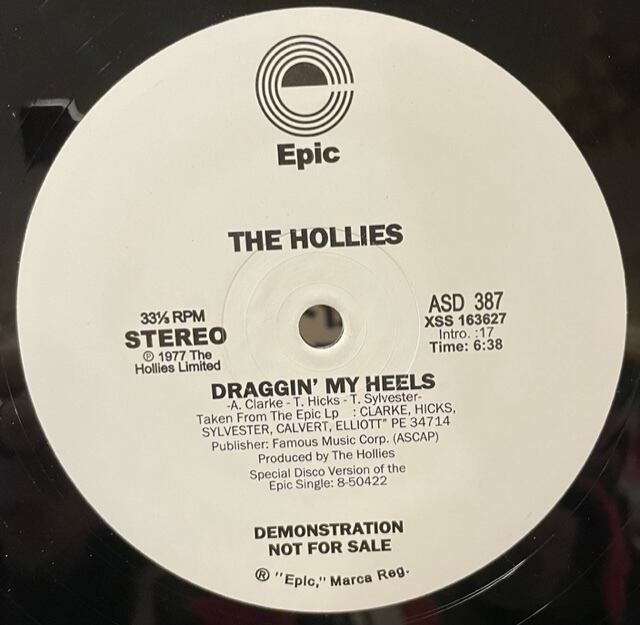 Epic
THE HOLLIES
33⅓ RPM
STEREO
℗ 1977 The
Hollies Limited
ASD 387
XSS 163627
Intro. :17
Time: 6:38
DRAGGIN' MY HEELS
-A. Clarke - T. Hicks - T. Sylvester-
Taken From The Epic Lp : CLARKE, HICKS,
SYLVESTER, CALVERT, ELLIOTT" PE 34714
Publisher: Famous Music Corp. (ASCAP)
Produced by The Hollies
Special Disco Version of the
Epic Single: 8-50422
DEMONSTRATION
NOT FOR SALE
® "Epic," Marca Reg.